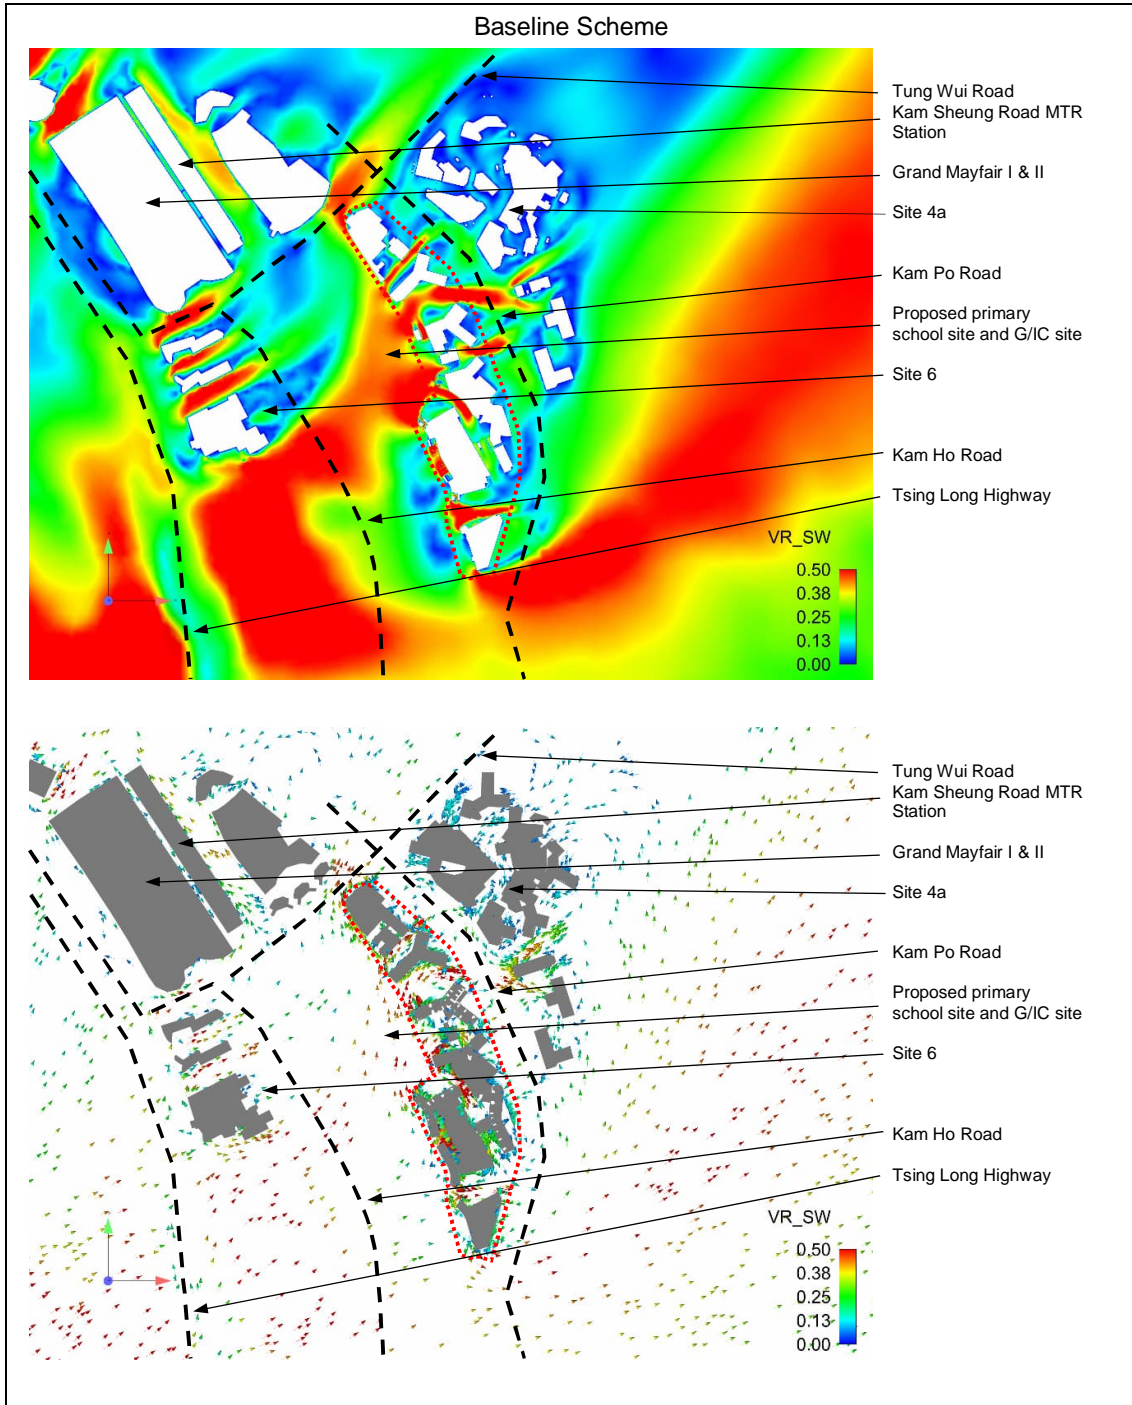 Baseline Scheme
Tung Wui Road
Kam Sheung Road MTR
Station
Grand Mayfair I & II
Site 4a
Kam Po Road
Proposed primary
school site and G/IC site
Site 6
Kam Ho Road
Tsing Long Highway
VR_SW
0.50
0.38
0.25
0.13
0.00
Tung Wui Road
Kam Sheung Road MTR
Station
Grand Mayfair I & II
Site 4a
Kam Po Road
Proposed primary
school site and G/IC site
Site 6
Kam Ho Road
Tsing Long Highway
VR_SW
0.50
0.38
0.25
0.13
0.00